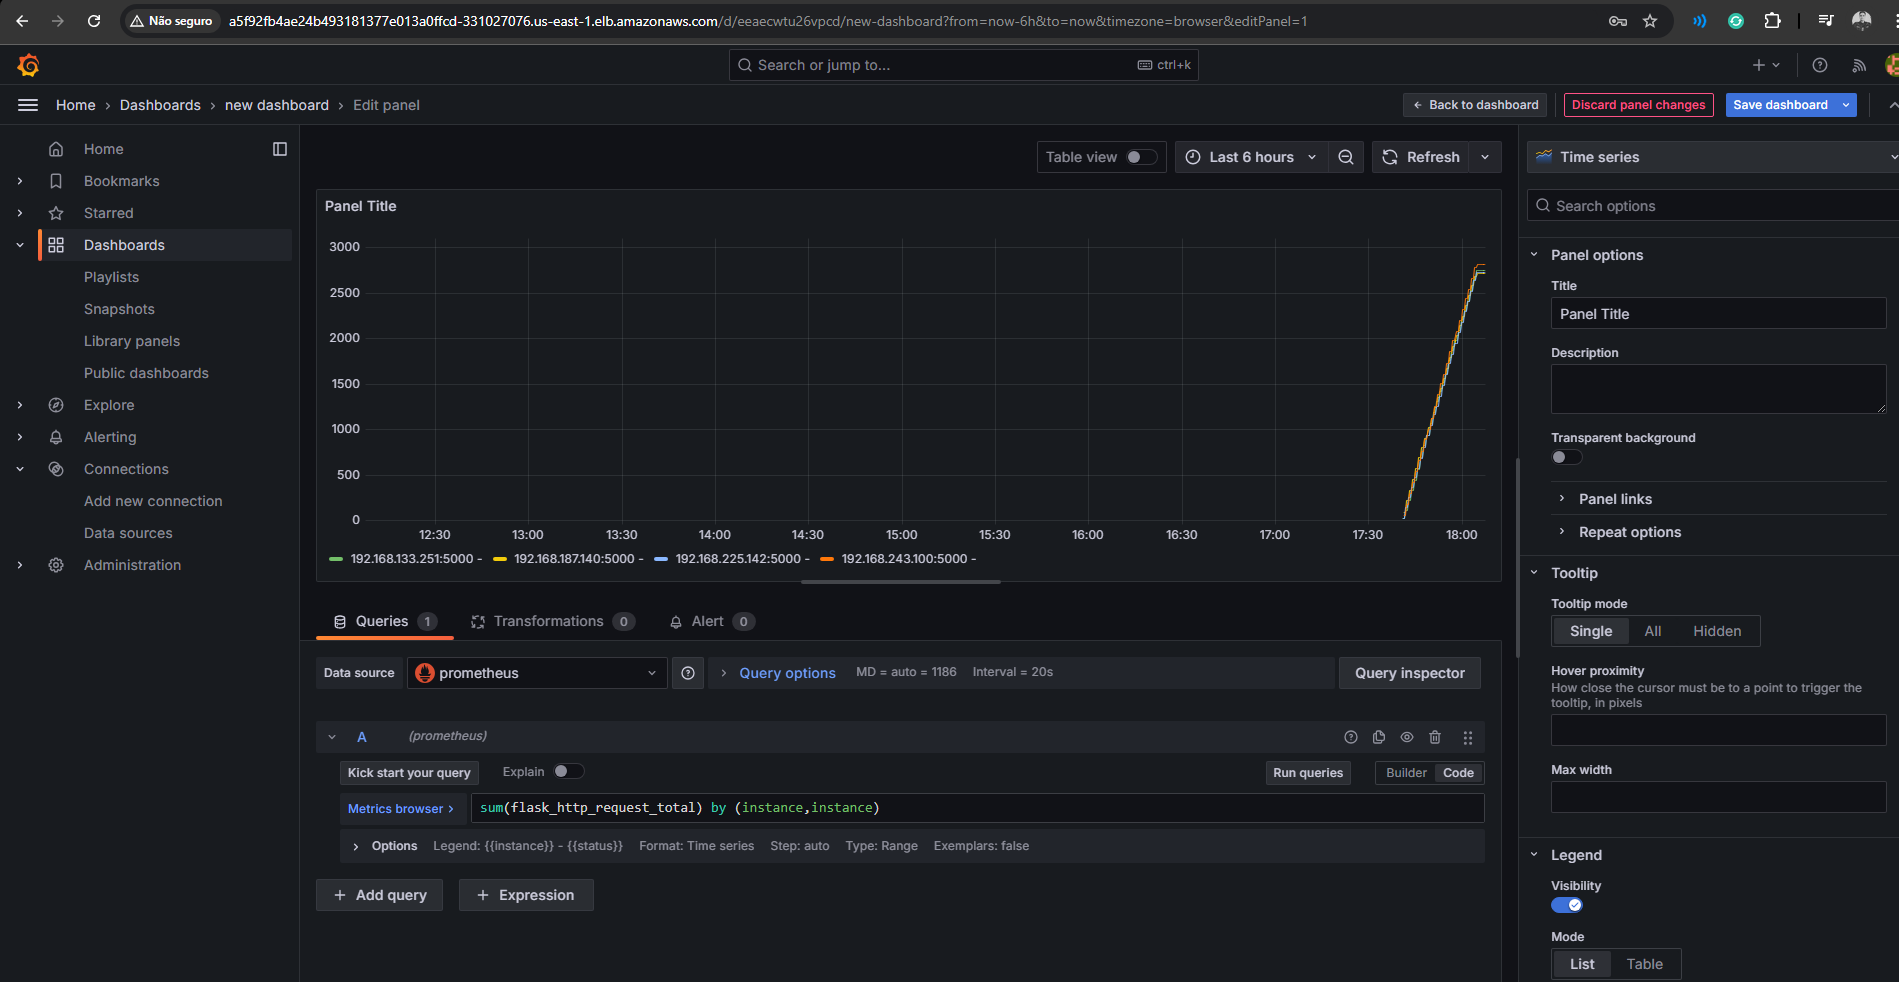 Não seguro
a5f92fb4ae24b493181377e013a0ffcd-331027076.us-east-1.elb.amazonaws.com/d/eeaecwtu26vpcd/new-dashboard?from=now-6h&to=now&timezone=browser&editPanel=1
Search or jump to...
ctrl+k
Home › Dashboards › new dashboard › Edit panel
Back to dashboard
Discard panel changes
Save dashboard
Home
Bookmarks
Starred
Dashboards
Playlists
Snapshots
Library panels
Public dashboards
Explore
Alerting
Connections
Add new connection
Data sources
Administration
Table view
Last 6 hours
Refresh
Panel Title
3000
2500
2000
1500
1000
500
0
12:30 13:00 13:30 14:00 14:30 15:00 15:30 16:00 16:30 17:00 17:30 18:00
192.168.133.251:5000 - 192.168.187.140:5000 - 192.168.225.142:5000 - 192.168.243.100:5000 -
Queries 1
Transformations 0
Alert 0
Data source
prometheus
Query options
MD = auto = 1186
Interval = 20s
Query inspector
A
(prometheus)
Kick start your query
Explain
Run queries
Builder
Code
Metrics browser >
sum(flask_http_request_total) by (instance,instance)
Options
Legend: {{instance}} - {{status}}
Format: Time series
Step: auto
Type: Range
Exemplars: false
+ Add query
+ Expression
Time series
Search options
Panel options
Title
Panel Title
Description
Transparent background
Panel links
Repeat options
Tooltip
Tooltip mode
Single
All
Hidden
Hover proximity
How close the cursor must be to a point to trigger the
tooltip, in pixels
Max width
Legend
Visibility
Mode
List
Table